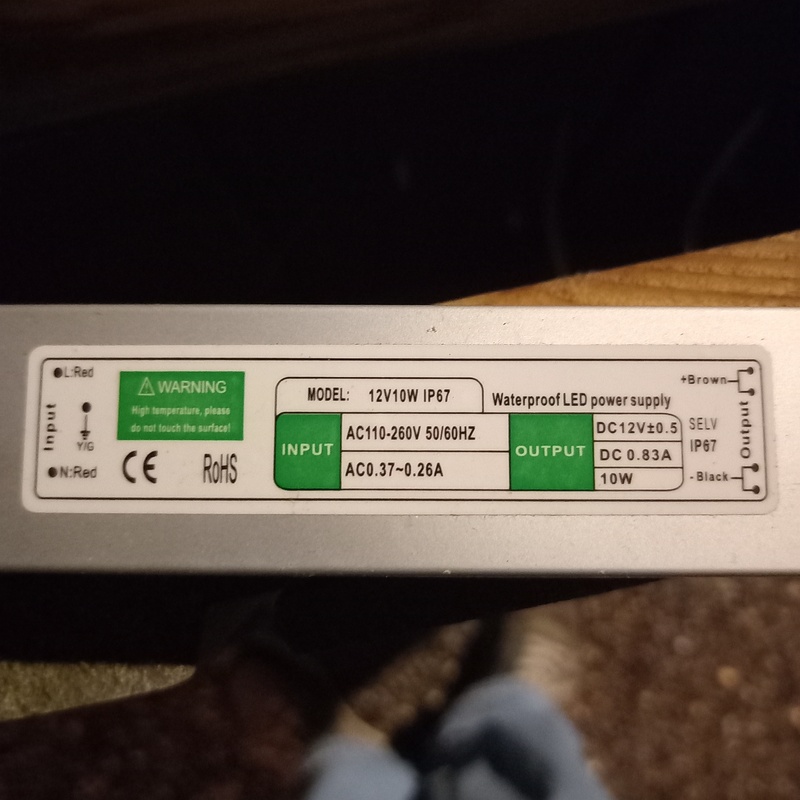 L:Red
Input
Y/G
N:Red
WARNING
High temperature, please
do not touch the surface!
CE
RoHS
MODEL: 12V10W IP67
Waterproof LED power supply
INPUT
AC110-260V 50/60HZ
AC0.37~0.26A
OUTPUT
DC12V±0.5
DC 0.83A
10W
SELV
IP67
+Brown
Output
-Black